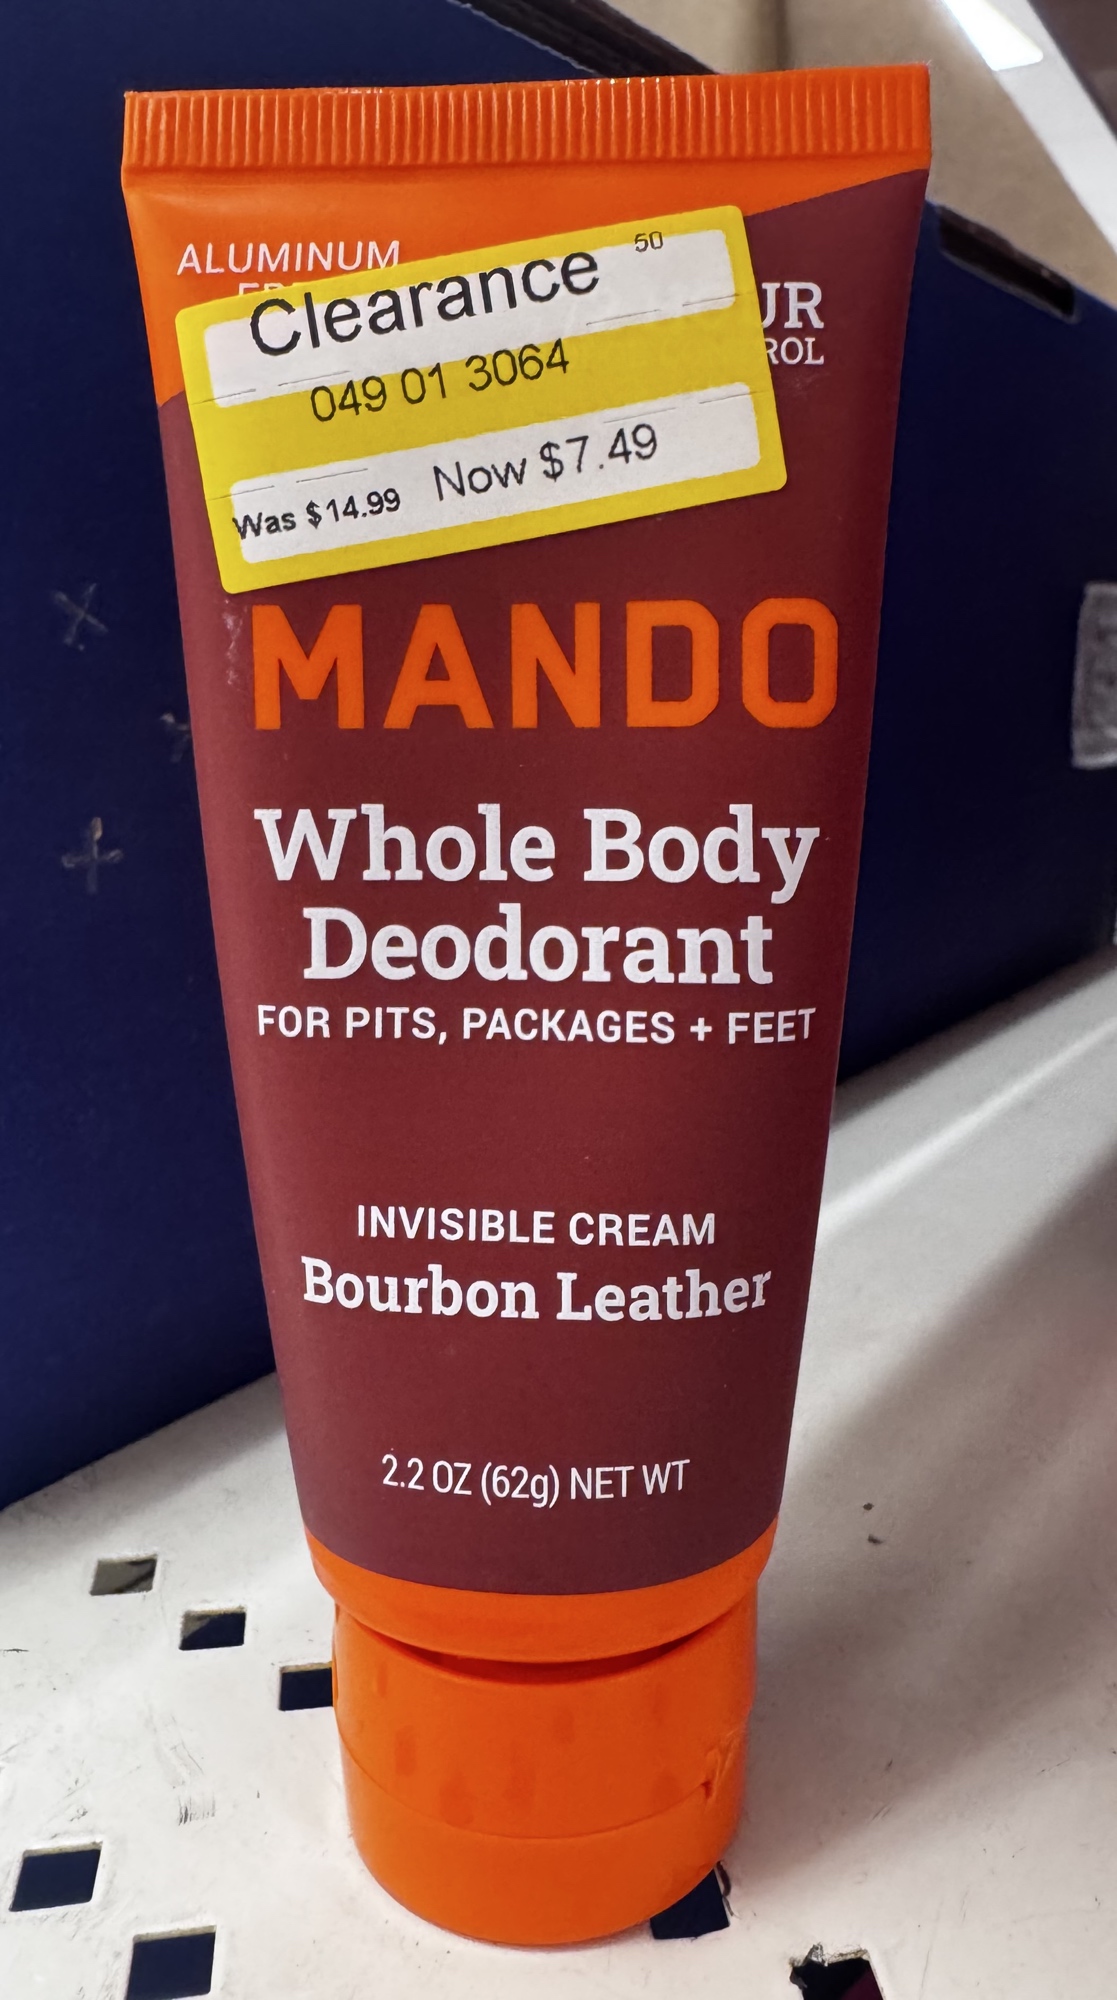 ALUMINUM
Clearance 50
049 01 3064
Was $14.99 Now $7.49
MANDO
Whole Body
Deodorant
FOR PITS, PACKAGES + FEET
INVISIBLE CREAM
Bourbon Leather
2.2 OZ (62g) NET WT